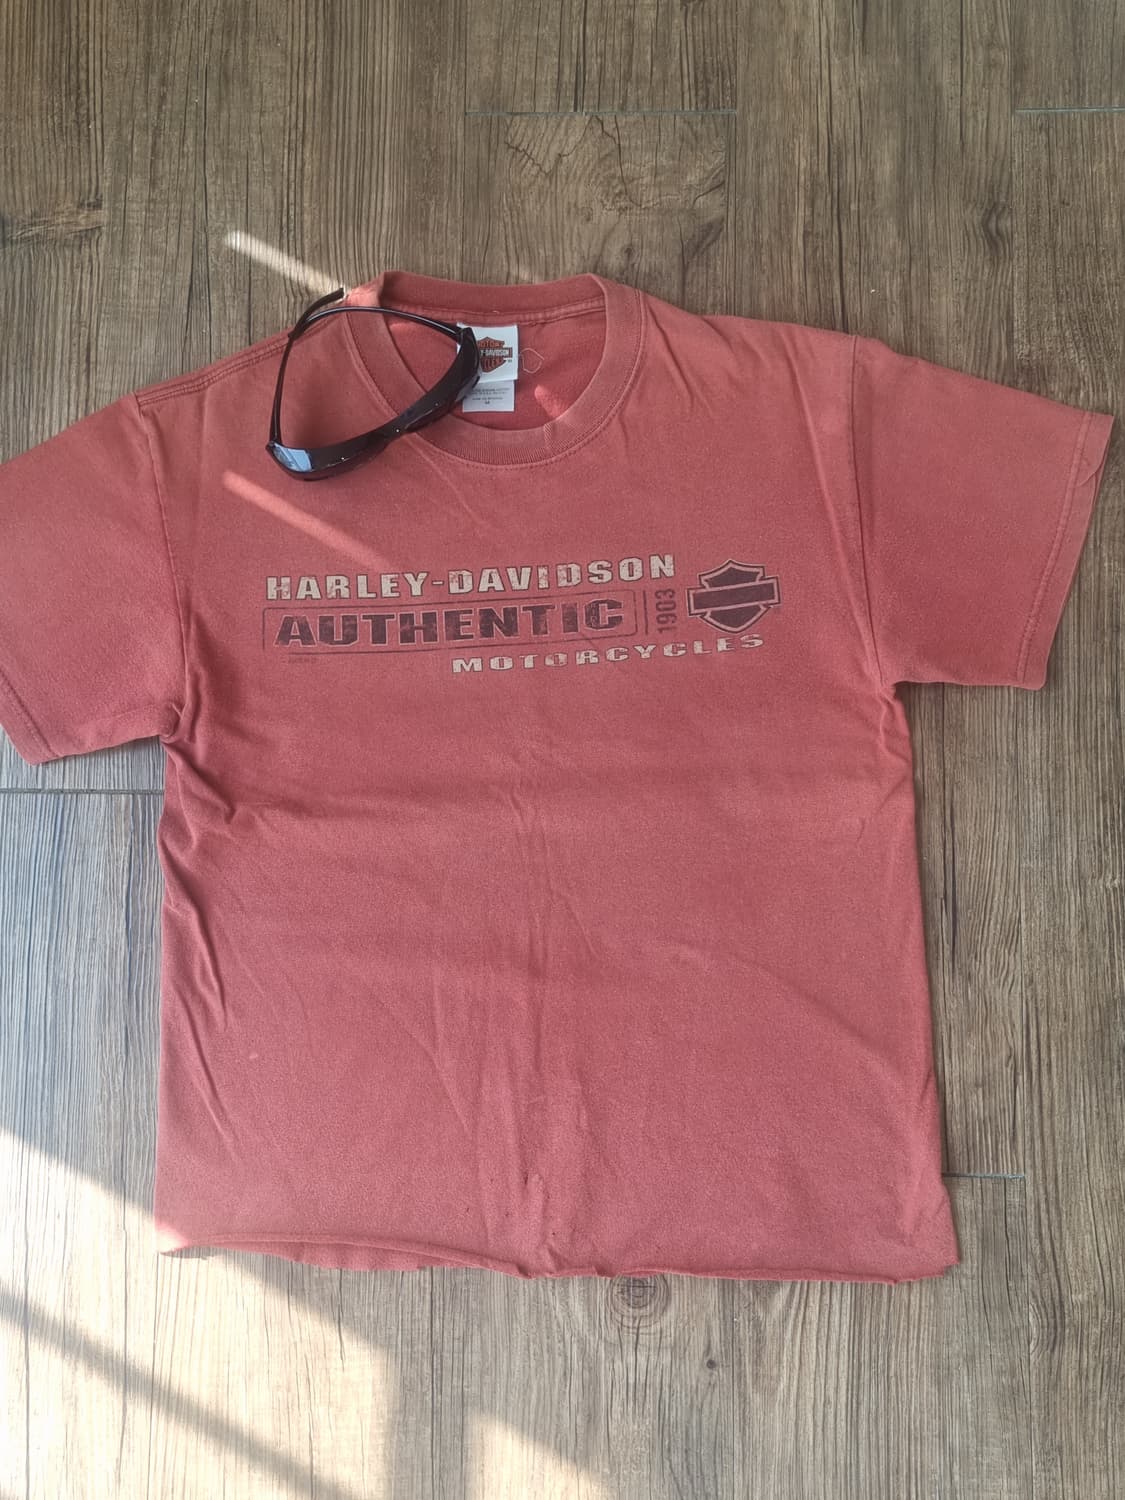 HARLEY-DAVIDSON
AUTHENTIC
1903
MOTORCYCLES
M